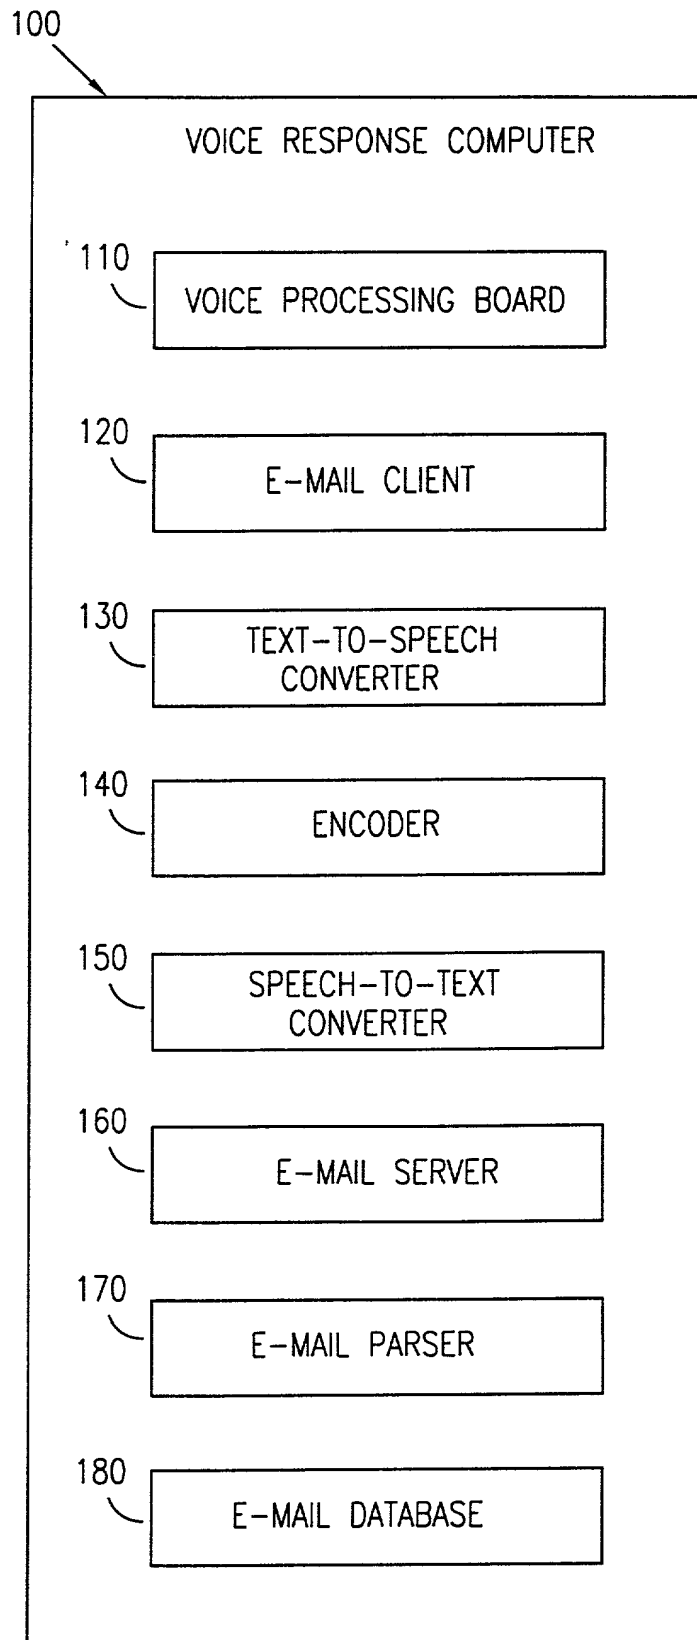 100
VOICE RESPONSE COMPUTER
110
VOICE PROCESSING BOARD
120
E-MAIL CLIENT
130
TEXT-TO-SPEECH
CONVERTER
140
ENCODER
150
SPEECH-TO-TEXT
CONVERTER
160
E-MAIL SERVER
170
E-MAIL PARSER
180
E-MAIL DATABASE